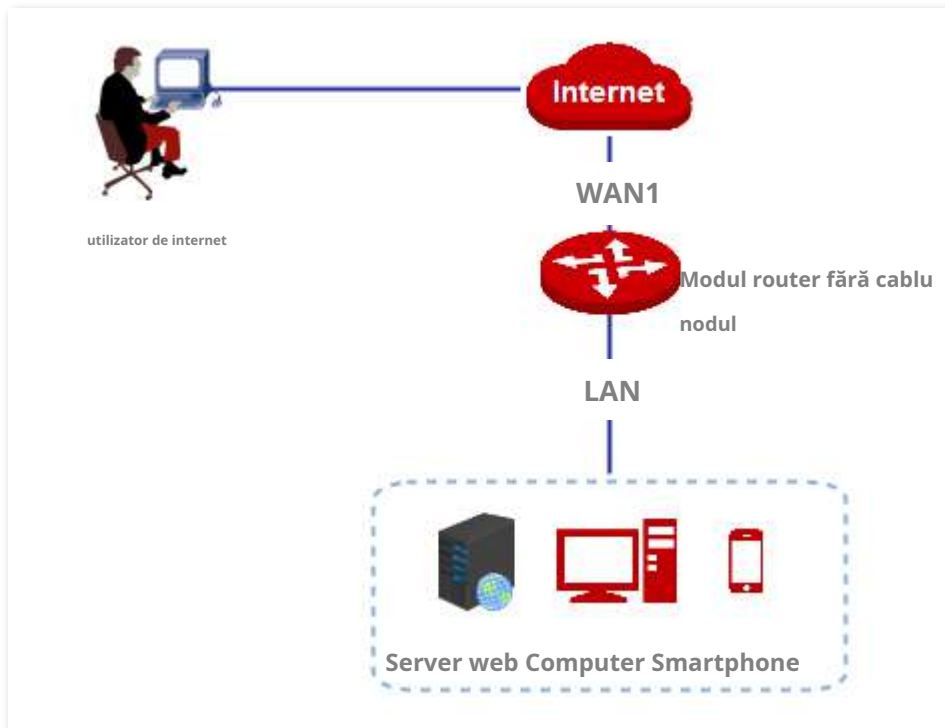 Internet
WAN1
utilizator de internet
Modul router fără cablu
nodul
LAN
Server web Computer Smartphone